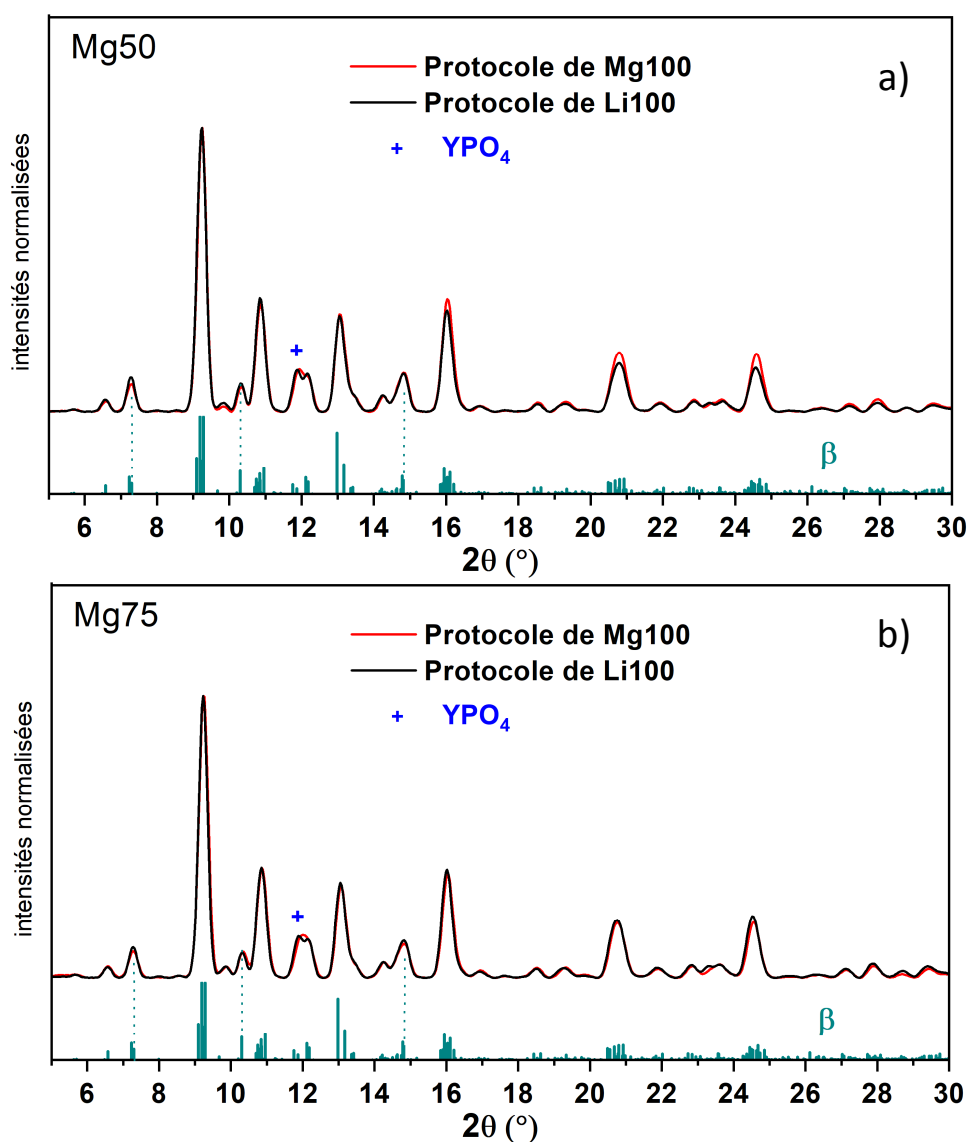 Mg50
a)
Protocole de Mg100
Protocole de Li100
+ YPO4
+
intensités normalisées
β
6 8 10 12 14 16 18 20 22 24 26 28 30
2θ (°)
Mg75
b)
Protocole de Mg100
Protocole de Li100
+ YPO4
+
intensités normalisées
β
6 8 10 12 14 16 18 20 22 24 26 28 30
2θ (°)